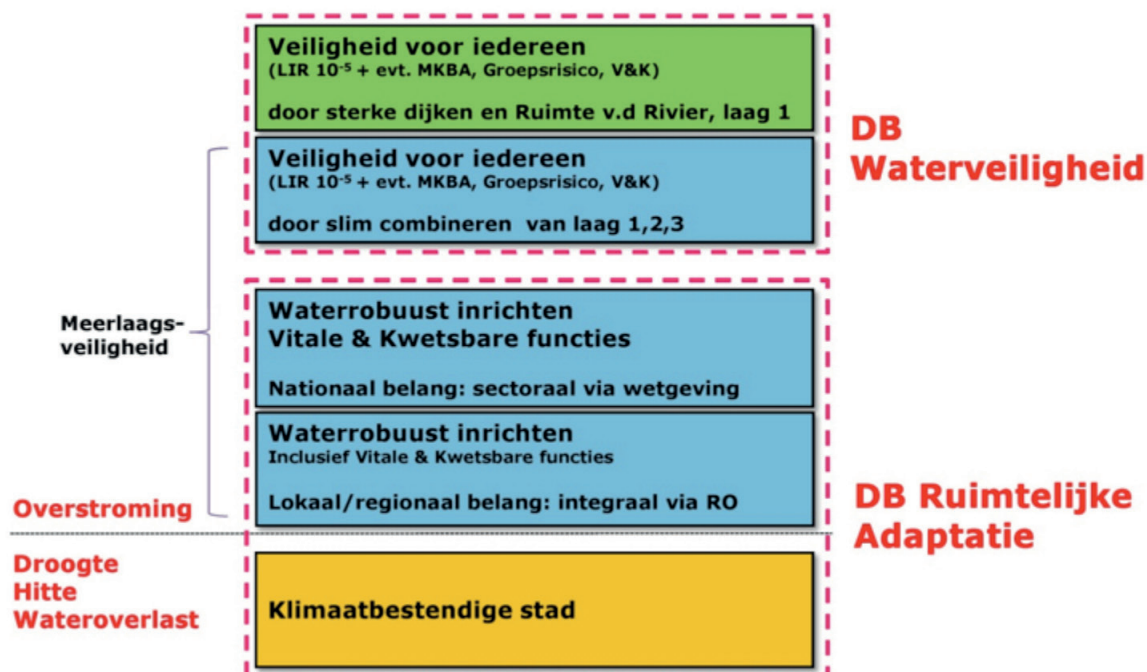 Veiligheid voor iedereen
(LIR 10⁻⁵ + evt. MKBA, Groepsrisico, V&K)
door sterke dijken en Ruimte v.d Rivier, laag 1
DB
Waterveiligheid
Veiligheid voor iedereen
(LIR 10⁻⁵ + evt. MKBA, Groepsrisico, V&K)
door slim combineren van laag 1,2,3
Meerlaags-
veiligheid
Waterrobuust inrichten
Vitale & Kwetsbare functies
Nationaal belang: sectoraal via wetgeving
Waterrobuust inrichten
Inclusief Vitale & Kwetsbare functies
Lokaal/regionaal belang: integraal via RO
Overstroming
DB Ruimtelijke
Adaptatie
Droogte
Hitte
Wateroverlast
Klimaatbestendige stad